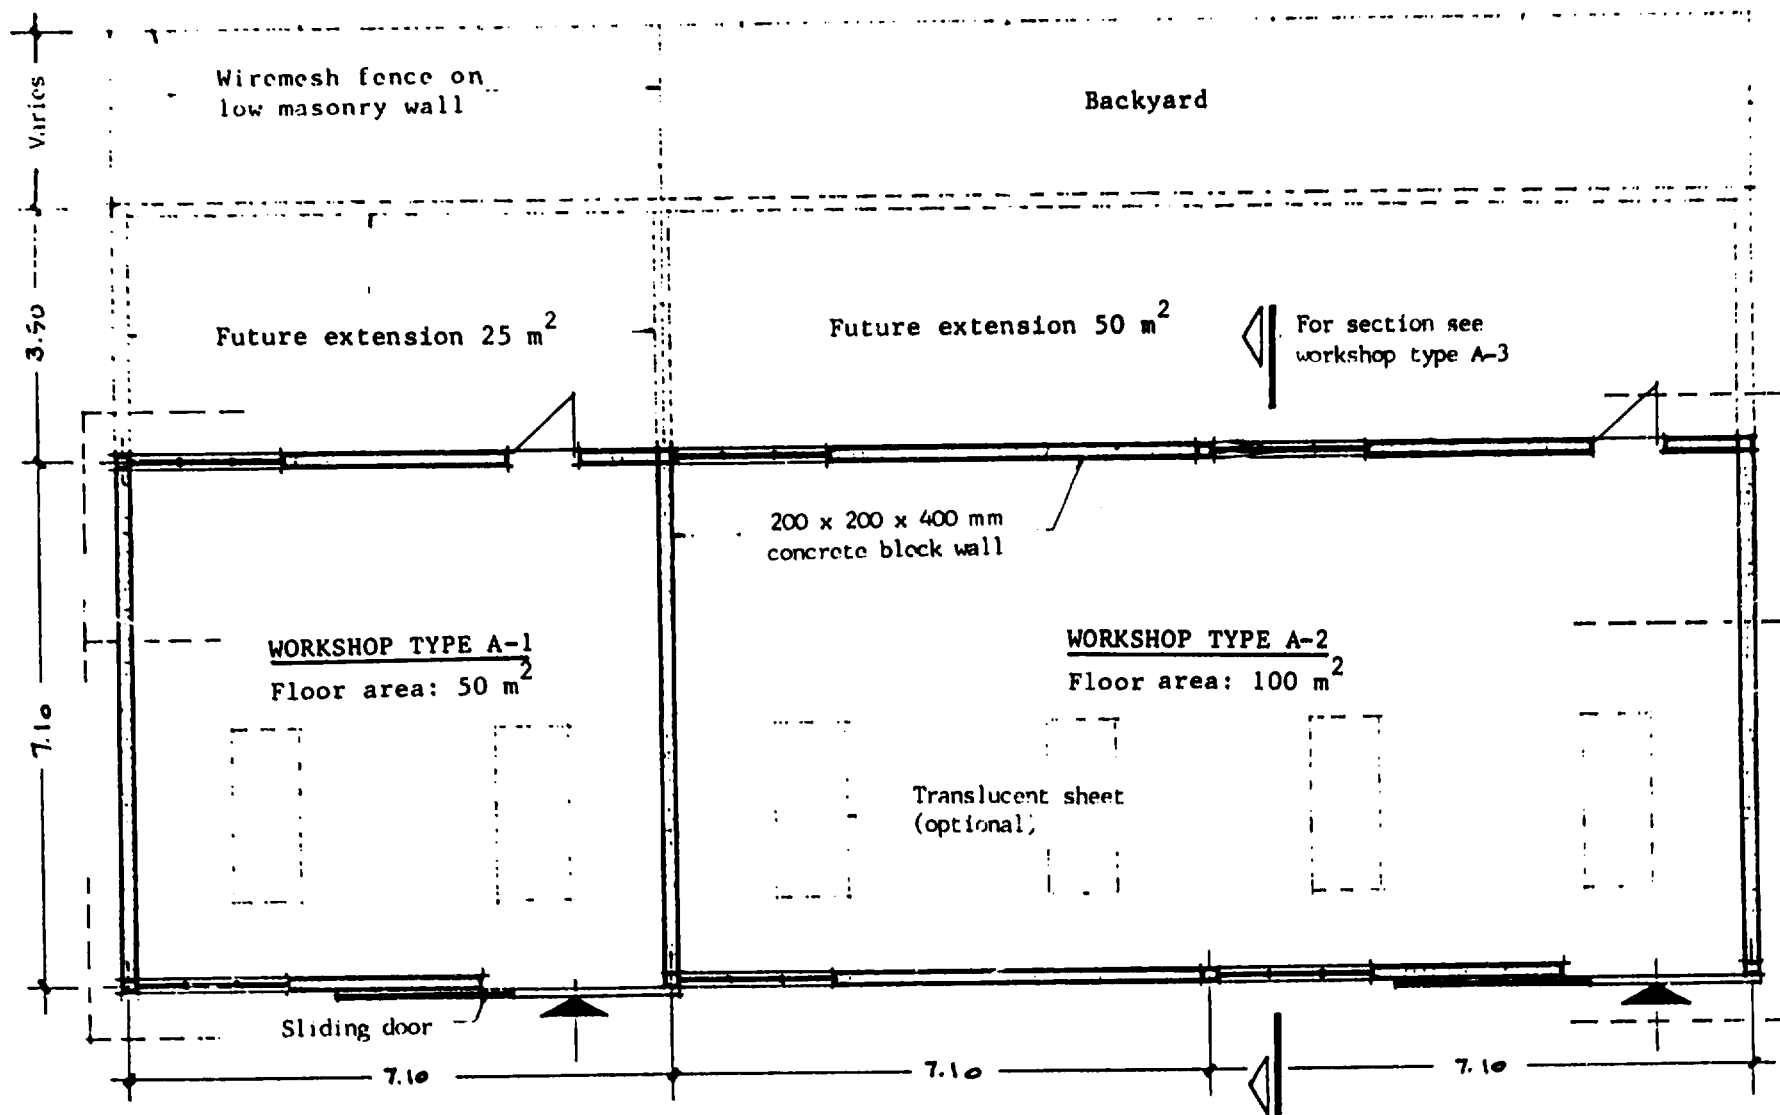 Varies
Wiremesh fence on
low masonry wall
Backyard
3.50
Future extension 25 m²
Future extension 50 m²
For section see
workshop type A-3
200 x 200 x 400 mm
concrete block wall
WORKSHOP TYPE A-1
Floor area: 50 m²
WORKSHOP TYPE A-2
Floor area: 100 m²
7.10
Translucent sheet
(optional)
Sliding door
7.10
7.10
7.10